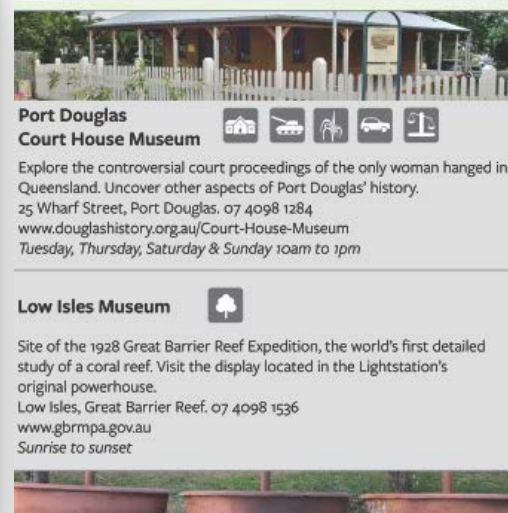 Port Douglas
Court House Museum
Explore the controversial court proceedings of the only woman hanged in
Queensland. Uncover other aspects of Port Douglas' history.
25 Wharf Street, Port Douglas. 07 4098 1284
www.douglashistory.org.au/Court-House-Museum
Tuesday, Thursday, Saturday & Sunday 10am to 1pm
Low Isles Museum
Site of the 1928 Great Barrier Reef Expedition, the world's first detailed
study of a coral reef. Visit the display located in the Lightstation's
original powerhouse.
Low Isles, Great Barrier Reef. 07 4098 1536
www.gbrmpa.gov.au
Sunrise to sunset